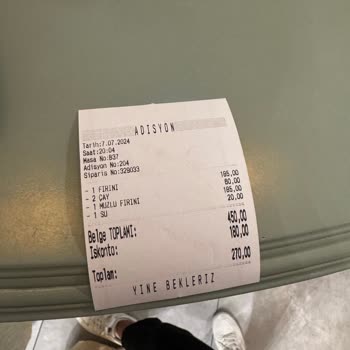 ADISYON
Tarih:7.07.2024
Saat:20:04
Masa No:B37
Adisyon No:204
Siparis No:329033
- 1 FIRINI 185,00
- 2 ÇAY 60,00
- 1 MUZLU FIRINI 185,00
- 1 SU 20,00
Belge TOPLAMI: 450,00
Iskonto: 180,00
Toplam: 270,00
YINE BEKLERIZ